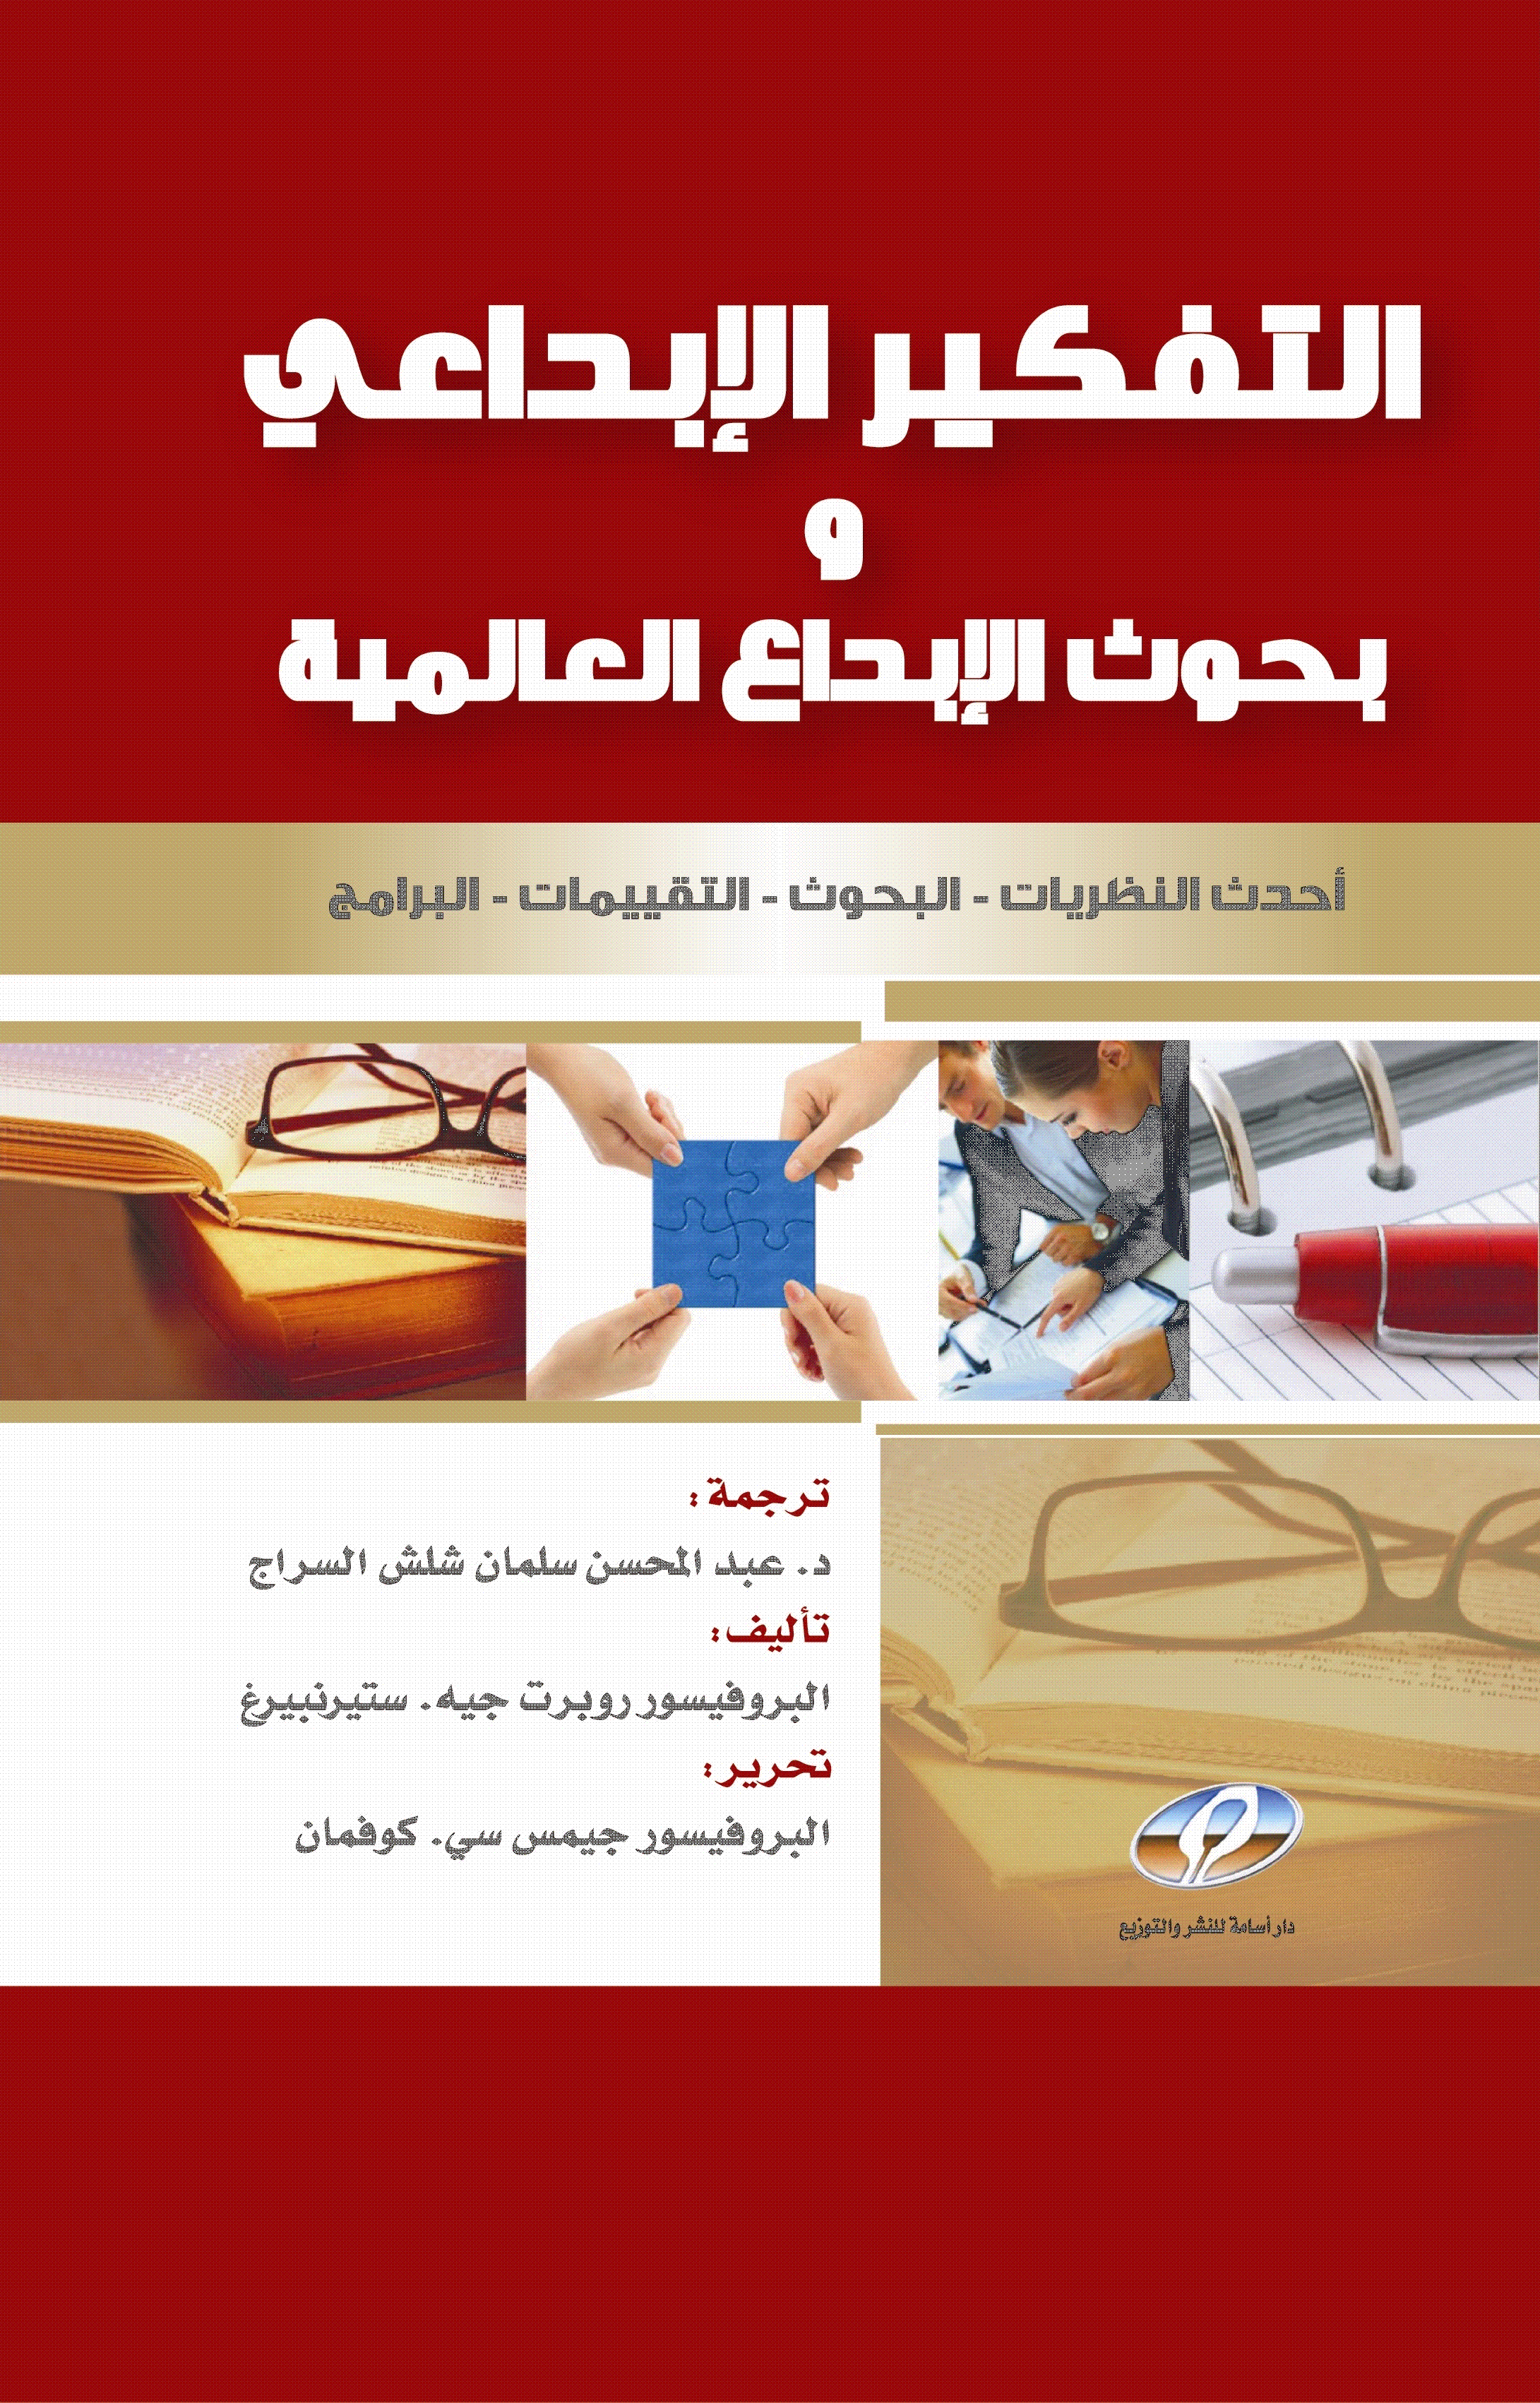 التفكير الإبداعي
و
بحوث الإبداع العالمية
أحدث النظريات - البحوث - التقييمات - البرامج
ترجمة:
د. عبد المحسن سلمان شلش السراج
تأليف:
البروفيسور روبرت جيه. ستيرنبيرغ
تحرير:
البروفيسور جيمس سي. كوفمان
دار أسامة للنشر والتوزيع